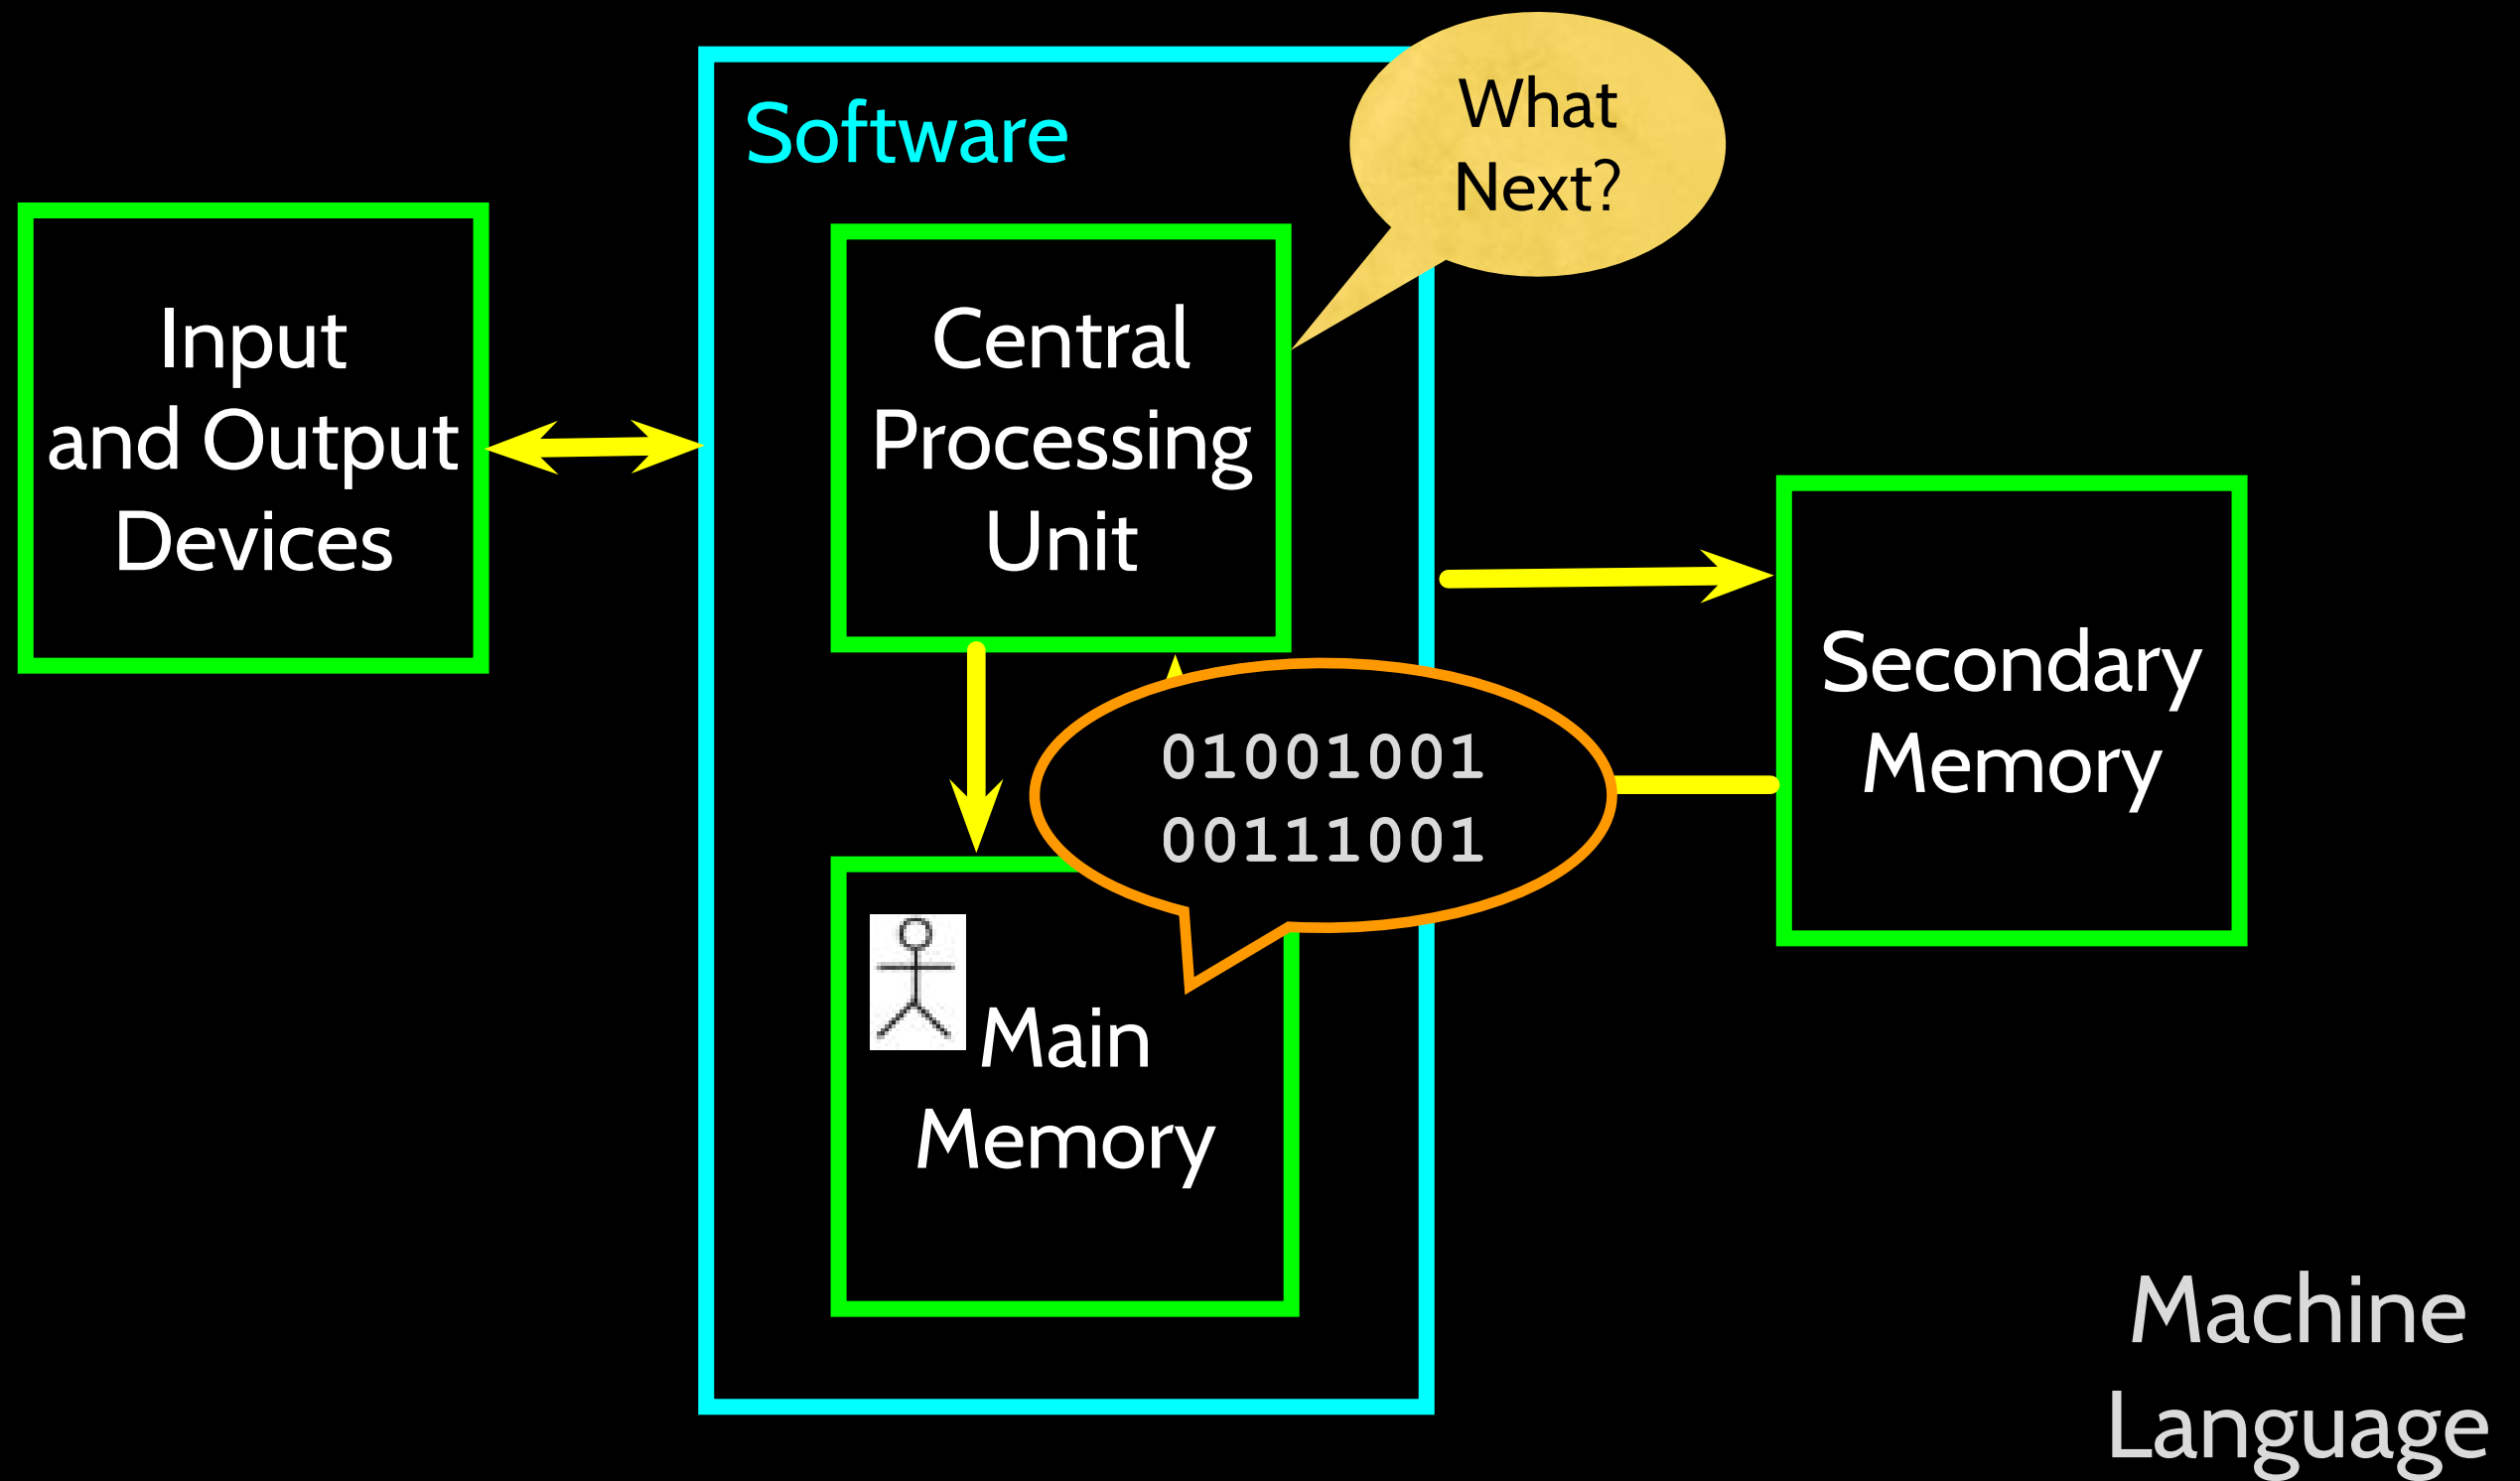 Software
What
Next?
Input
and Output
Devices
Central
Processing
Unit
Secondary
Memory
01001001
00111001
Main
Memory
Machine
Language